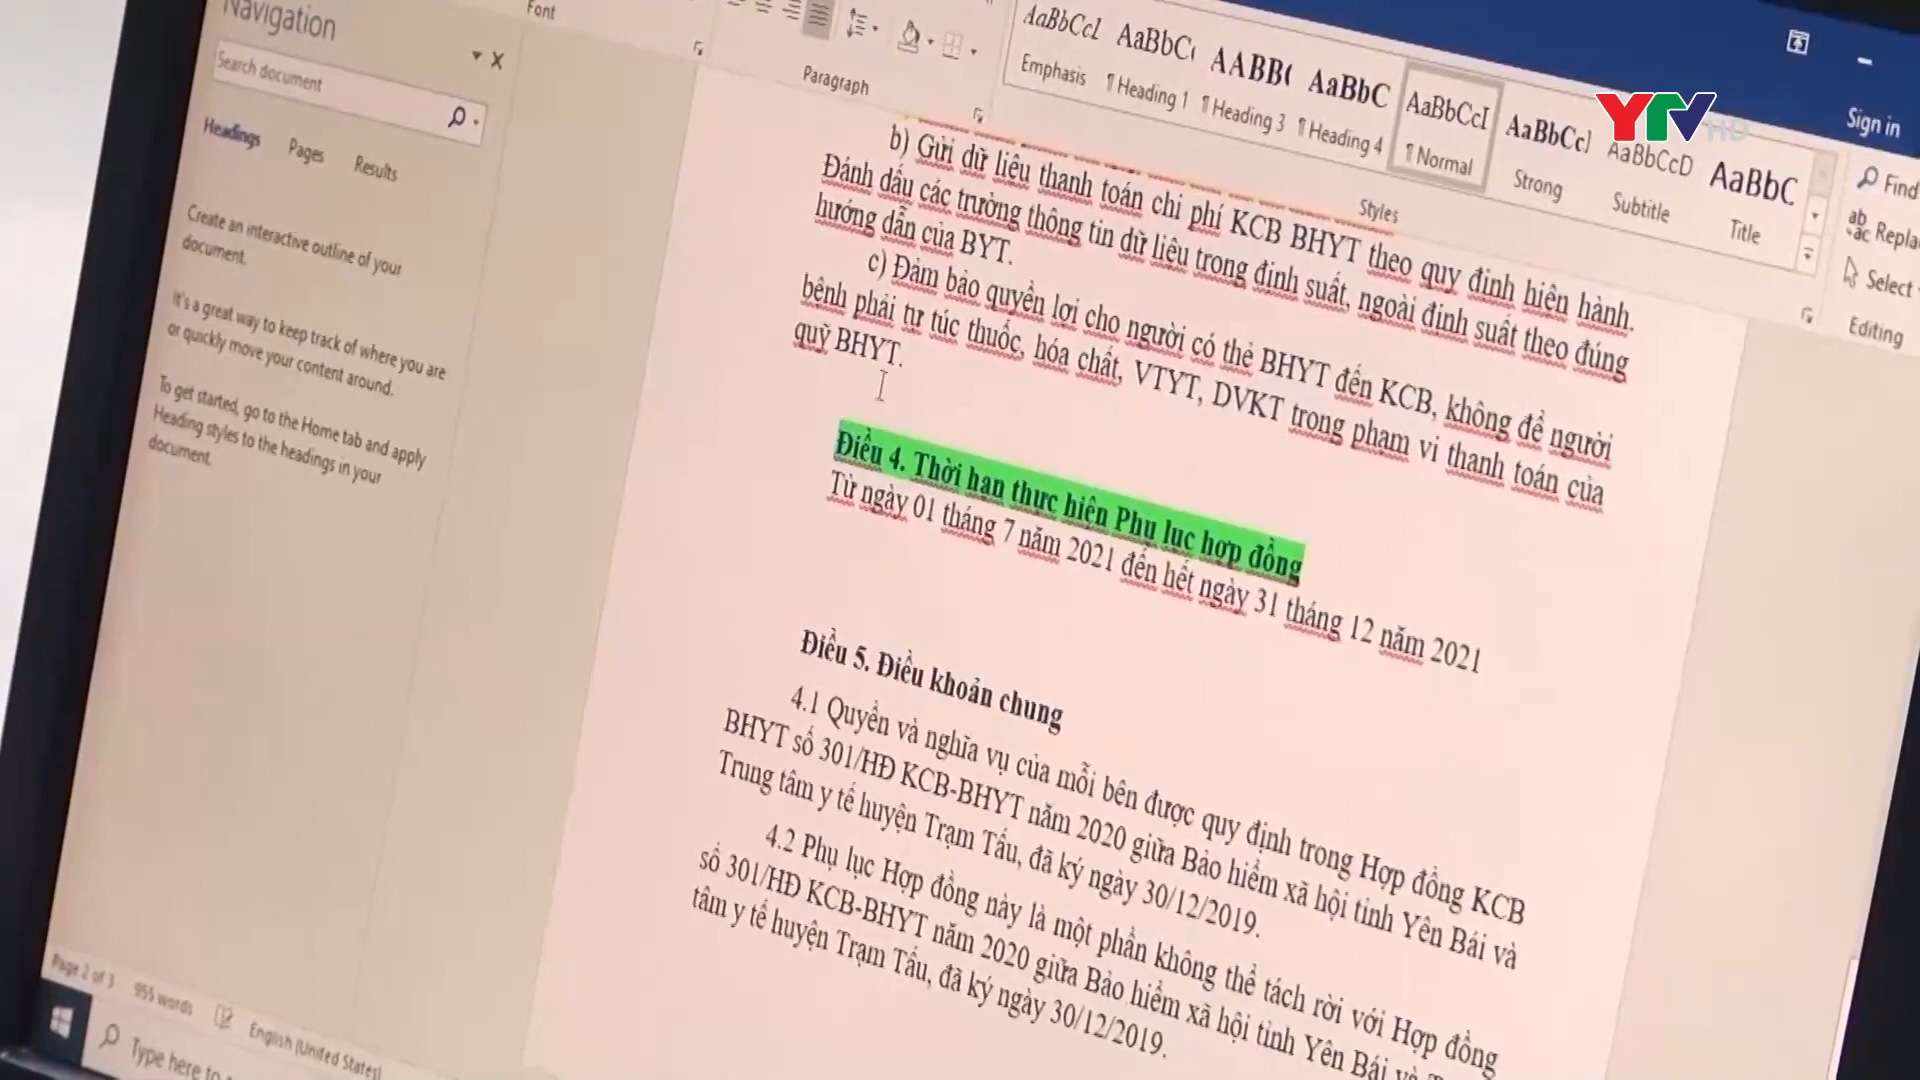 Navigation
Search document
Headings Pages Results
Create an interactive outline of your
document.
It's a great way to keep track of where you are
or quickly move your content around.
To get started, go to the Home tab and apply
Heading styles to the headings in your
document.
Page 2 of 3 955 words English (United States)
Type here to
Font
Paragraph
AaBbCcI AaBbC AABB AaBbC AaBbCcI AaBbCcI AaBbCcD AaBbC
Emphasis ¶ Heading 1 ¶ Heading 3 ¶ Heading 4 ¶ Normal Strong Subtitle Title
Styles
Sign in
Find
Repla
Select
Editing
YTV HD
b) Gửi dữ liệu thanh toán chi phí KCB BHYT theo quy định hiện hành.
Đánh dấu các trường thông tin dữ liệu trong định suất, ngoài định suất theo đúng
hướng dẫn của BYT.
c) Đảm bảo quyền lợi cho người có thẻ BHYT đến KCB, không để người
bệnh phải tự túc thuốc, hóa chất, VTYT, DVKT trong phạm vi thanh toán của
quỹ BHYT.
Điều 4. Thời hạn thực hiện Phụ lục hợp đồng
Từ ngày 01 tháng 7 năm 2021 đến hết ngày 31 tháng 12 năm 2021
Điều 5. Điều khoản chung
4.1 Quyền và nghĩa vụ của mỗi bên được quy định trong Hợp đồng KCB
BHYT số 301/HĐ KCB-BHYT năm 2020 giữa Bảo hiểm xã hội tỉnh Yên Bái và
Trung tâm y tế huyện Trạm Tấu, đã ký ngày 30/12/2019.
4.2 Phụ lục Hợp đồng này là một phần không thể tách rời với Hợp đồng
số 301/HĐ KCB-BHYT năm 2020 giữa Bảo hiểm xã hội tỉnh Yên Bái và
tâm y tế huyện Trạm Tấu, đã ký ngày 30/12/2019.